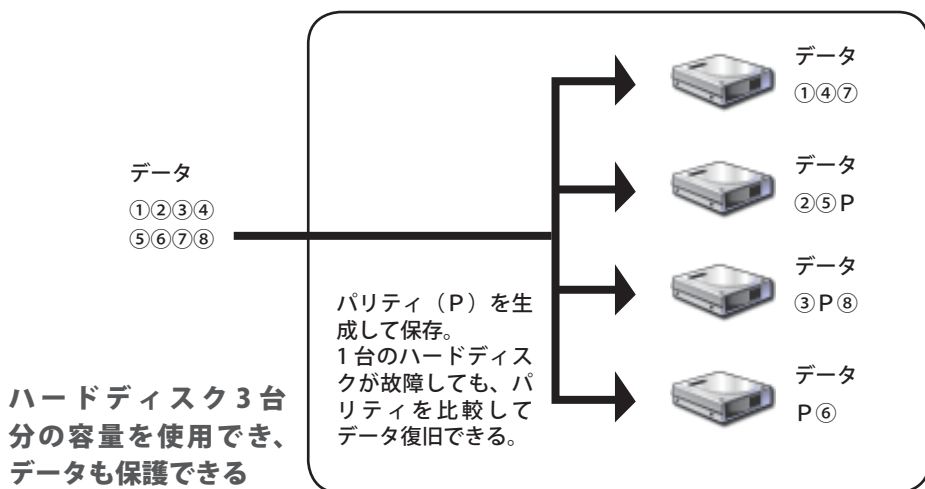 データ
①②③④
⑤⑥⑦⑧
データ
①④⑦
データ
②⑤P
データ
③P⑧
データ
P⑥
パリティ（P）を生
成して保存。
1台のハードディス
クが故障しても、パ
リティを比較して
データ復旧できる。
ハードディスク3台
分の容量を使用でき、
データも保護できる